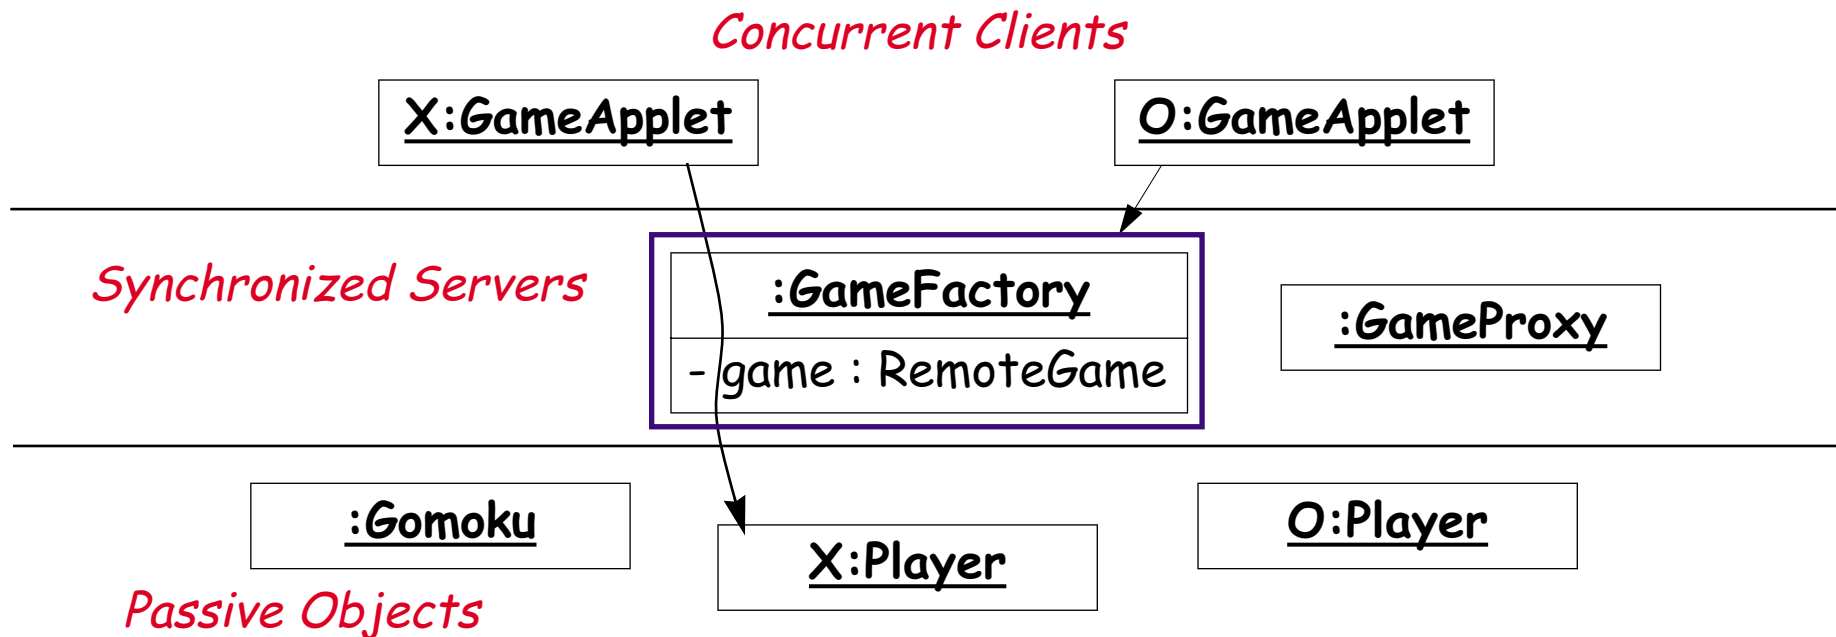 Concurrent Clients
X:GameApplet
O:GameApplet
Synchronized Servers
:GameFactory
- game : RemoteGame
:GameProxy
:Gomoku
X:Player
O:Player
Passive Objects